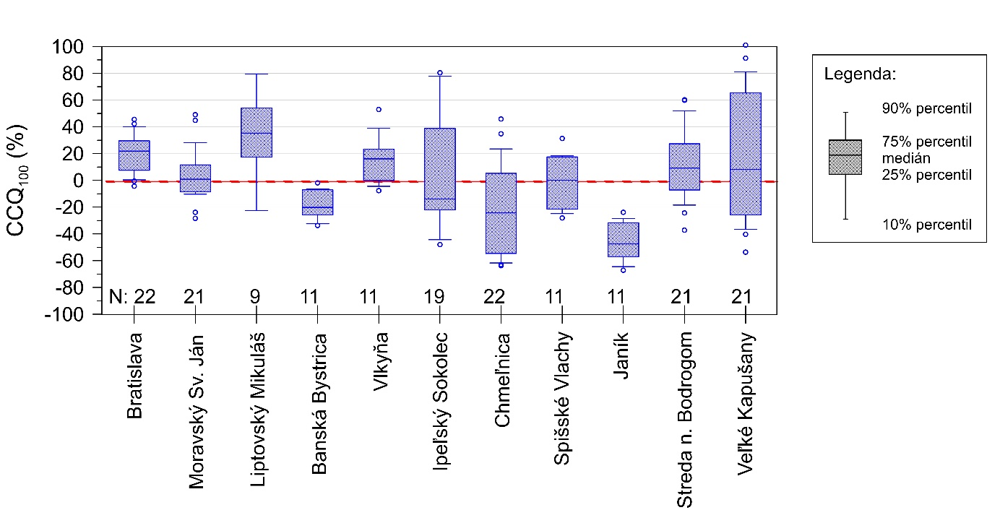 100
80
60
40
20
0
-20
-40
-60
-80
-100
CCQ100 (%)
N: 22 21 9 11 11 19 22 11 11 21 21
Bratislava
Moravský Sv. Ján
Liptovský Mikuláš
Banská Bystrica
Vlkyňa
Ipeľský Sokolec
Chmeľnica
Spišské Vlachy
Janík
Streda n. Bodrogom
Veľké Kapušany
Legenda:
90% percentil
75% percentil
medián
25% percentil
10% percentil